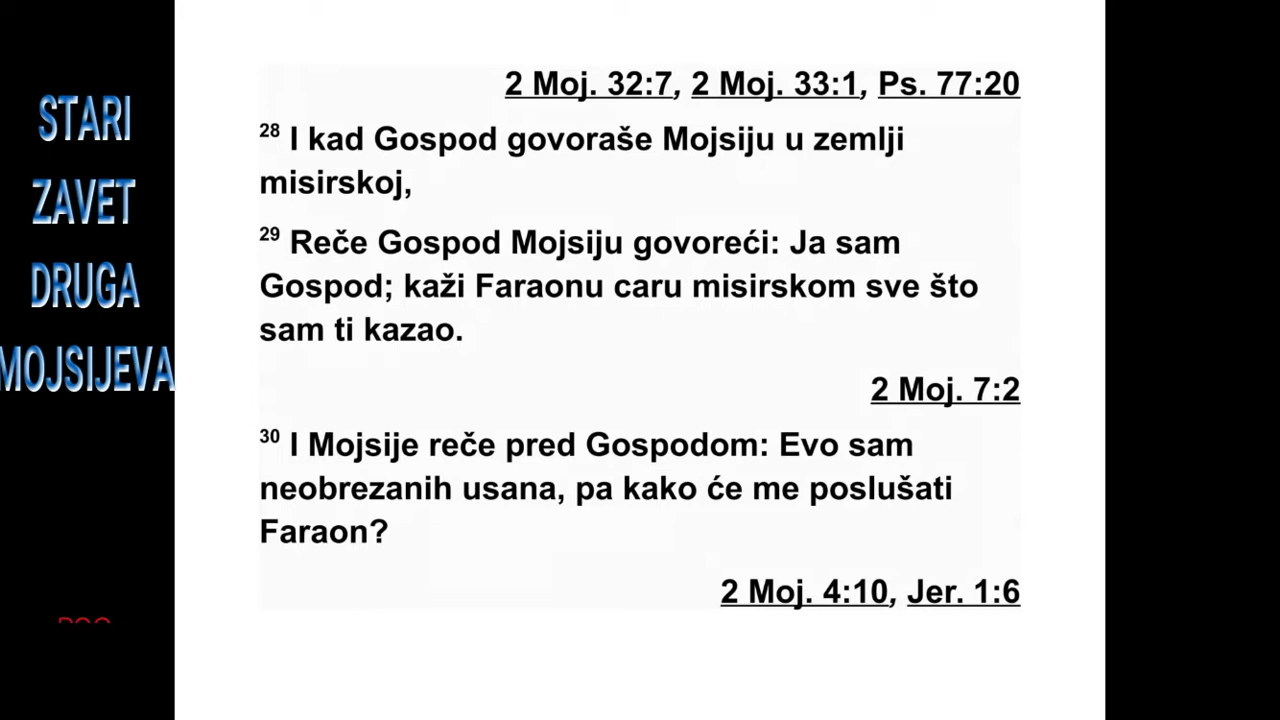 STARI
ZAVET
DRUGA
MOJSIJEVA
2 Moj. 32:7, 2 Moj. 33:1, Ps. 77:20
28 I kad Gospod govoraše Mojsiju u zemlji
misirskoj,
29 Reče Gospod Mojsiju govoreći: Ja sam
Gospod; kaži Faraonu caru misirskom sve što
sam ti kazao.
2 Moj. 7:2
30 I Mojsije reče pred Gospodom: Evo sam
neobrezanih usana, pa kako će me poslušati
Faraon?
2 Moj. 4:10, Jer. 1:6